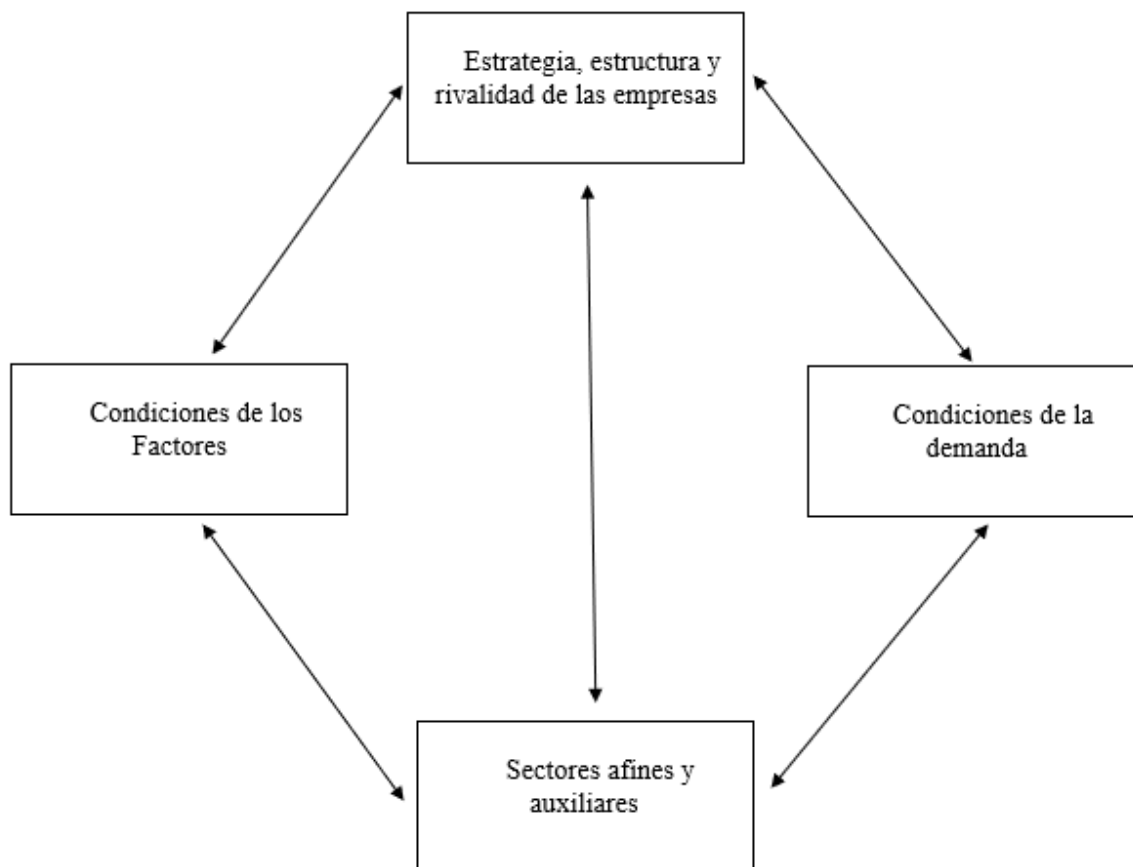 Estrategia, estructura y
rivalidad de las empresas
Condiciones de los
Factores
Condiciones de la
demanda
Sectores afines y
auxiliares